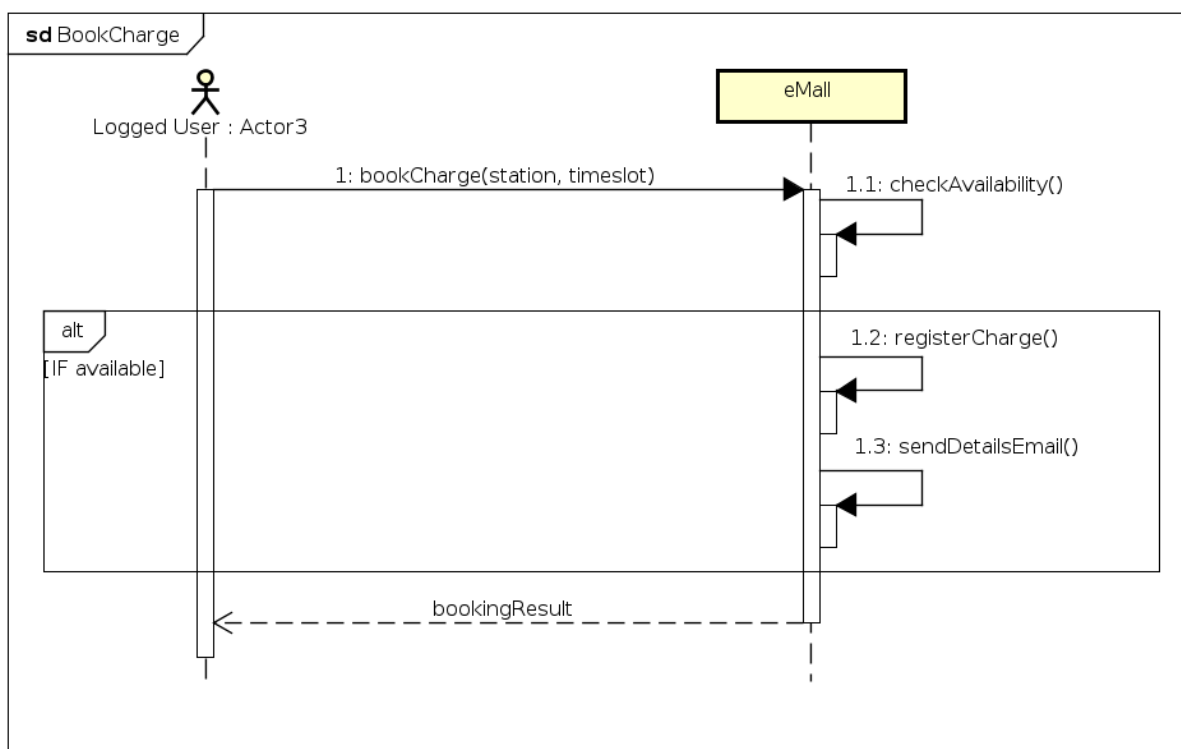 sd BookCharge
Logged User : Actor3
eMall
1: bookCharge(station, timeslot)
1.1: checkAvailability()
alt
[IF available]
1.2: registerCharge()
1.3: sendDetailsEmail()
bookingResult